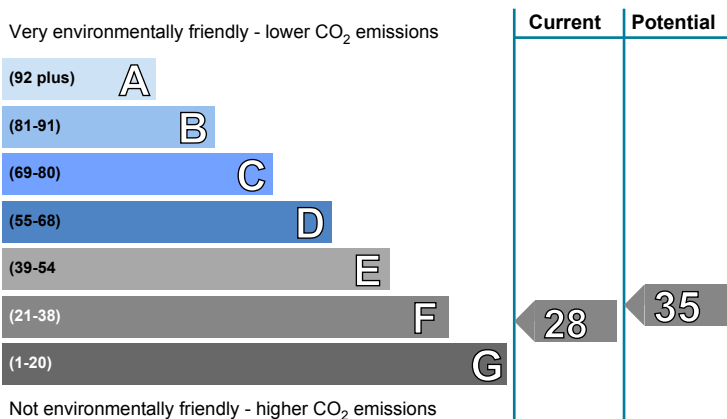 Current Potential
Very environmentally friendly - lower CO2 emissions
(92 plus) A
(81-91) B
(69-80) C
(55-68) D
(39-54 E
(21-38) F 28 35
(1-20) G
Not environmentally friendly - higher CO2 emissions